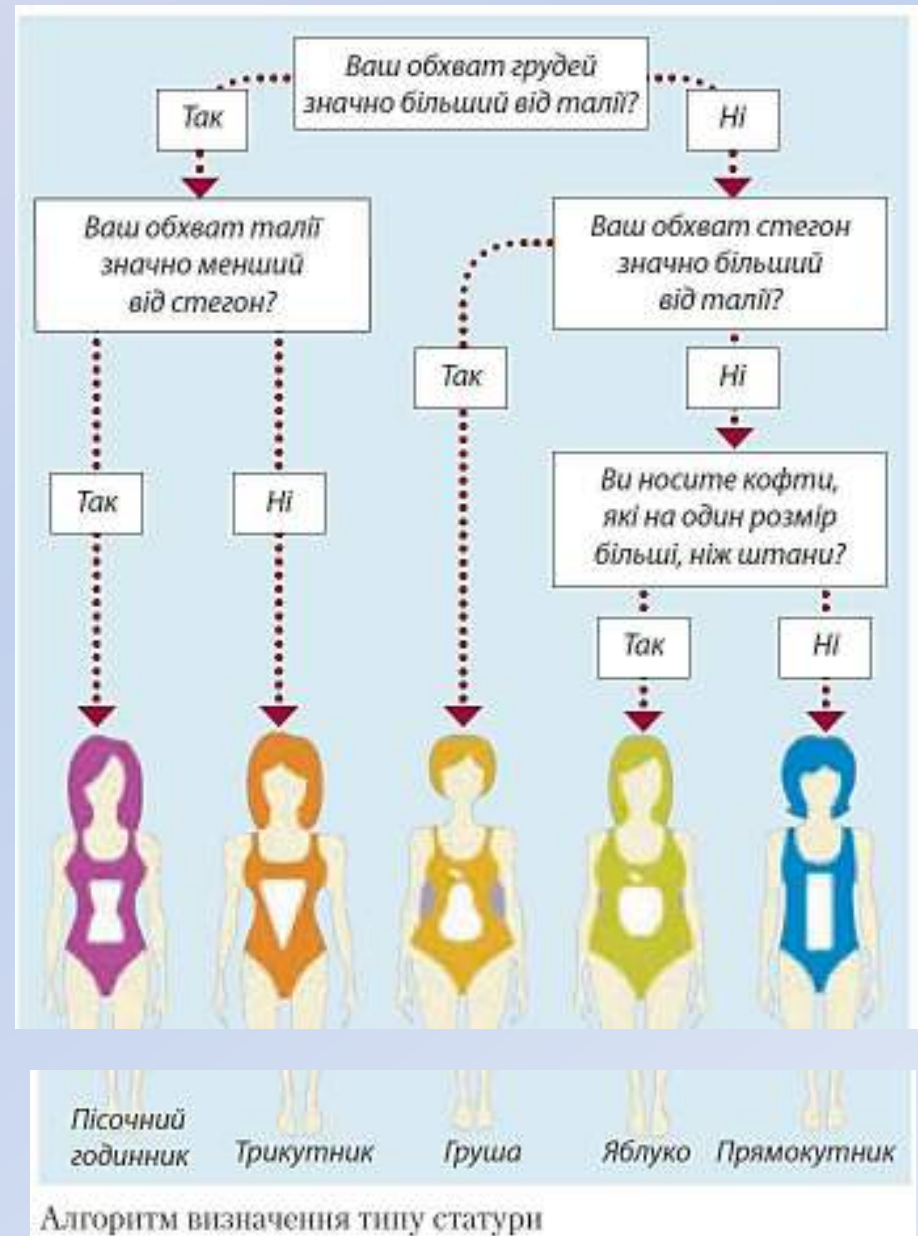 Ваш обхват грудей
значно більший від талії?
Так
Ні
Ваш обхват талії
значно менший
від стегон?
Ваш обхват стегон
значно більший
від талії?
Так
Ні
Ви носите кофти,
які на один розмір
більші, ніж штани?
Так
Ні
Так
Ні
Пісочний
годинник
Трикутник
Груша
Яблуко
Прямокутник
Алгоритм визначення типу статури